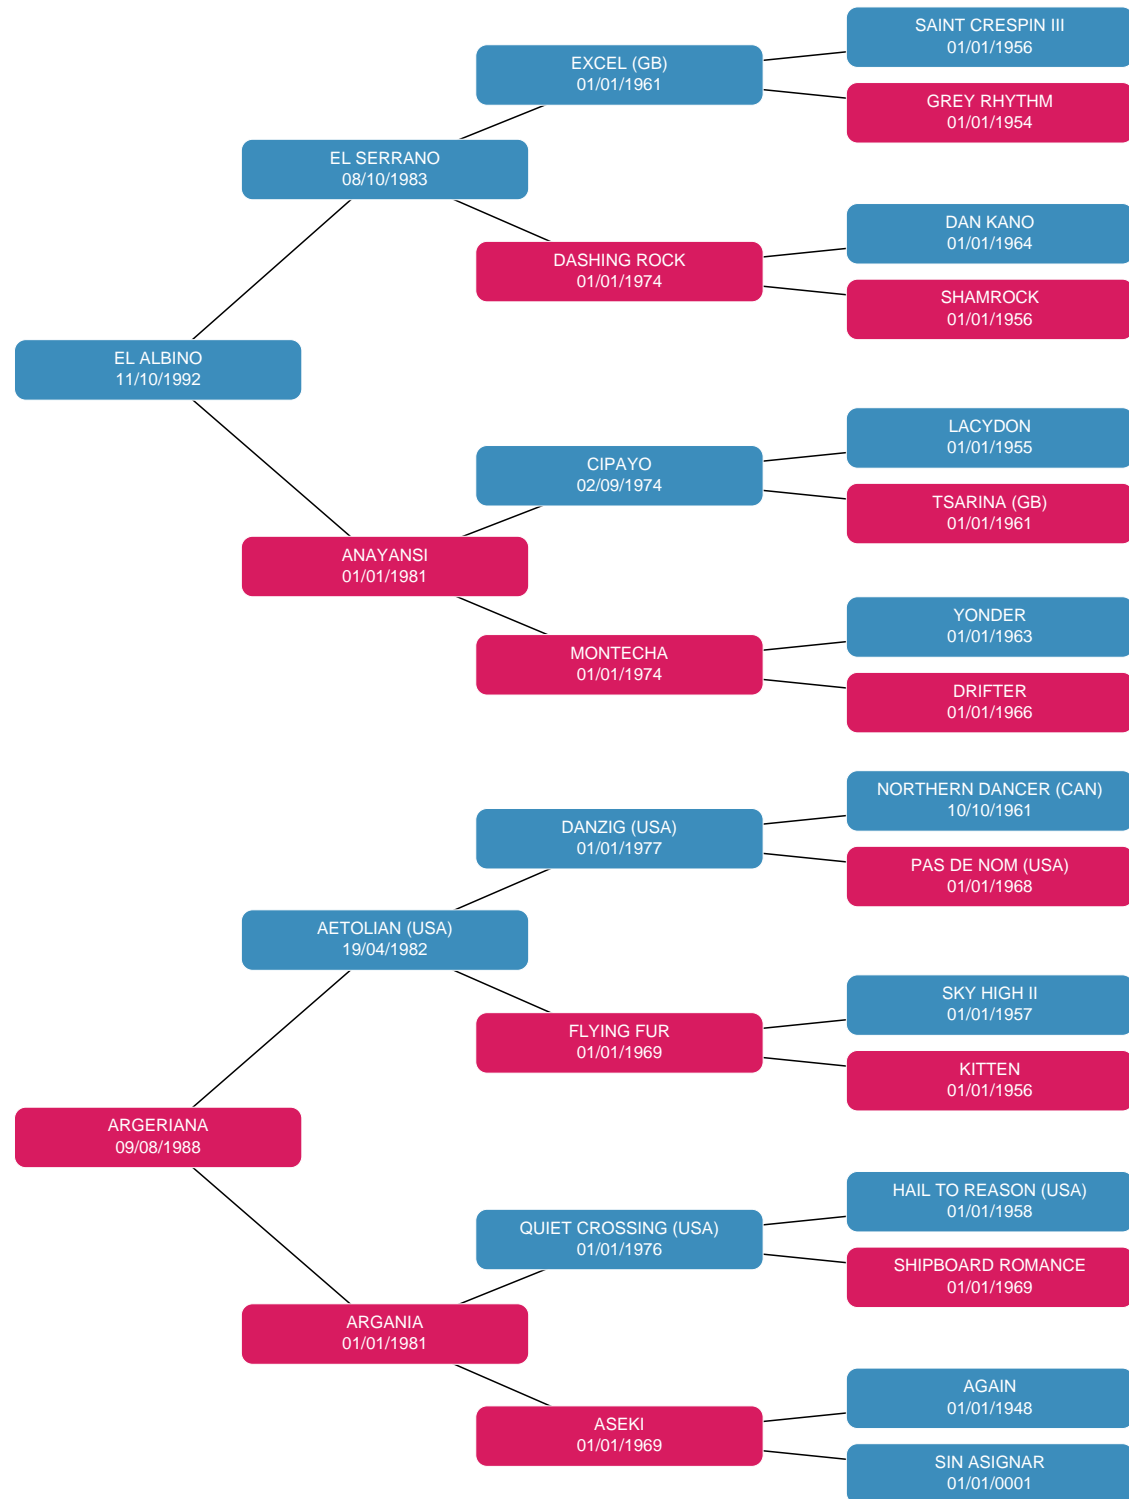 SAINT CRESPIN III
01/01/1956
EXCEL (GB)
01/01/1961
GREY RHYTHM
01/01/1954
EL SERRANO
08/10/1983
DAN KANO
01/01/1964
DASHING ROCK
01/01/1974
SHAMROCK
01/01/1956
EL ALBINO
11/10/1992
LACYDON
01/01/1955
CIPAYO
02/09/1974
TSARINA (GB)
01/01/1961
ANAYANSI
01/01/1981
YONDER
01/01/1963
MONTECHA
01/01/1974
DRIFTER
01/01/1966
NORTHERN DANCER (CAN)
10/10/1961
DANZIG (USA)
01/01/1977
PAS DE NOM (USA)
01/01/1968
AETOLIAN (USA)
19/04/1982
SKY HIGH II
01/01/1957
FLYING FUR
01/01/1969
KITTEN
01/01/1956
ARGERIANA
09/08/1988
HAIL TO REASON (USA)
01/01/1958
QUIET CROSSING (USA)
01/01/1976
SHIPBOARD ROMANCE
01/01/1969
ARGANIA
01/01/1981
AGAIN
01/01/1948
ASEKI
01/01/1969
SIN ASIGNAR
01/01/0001